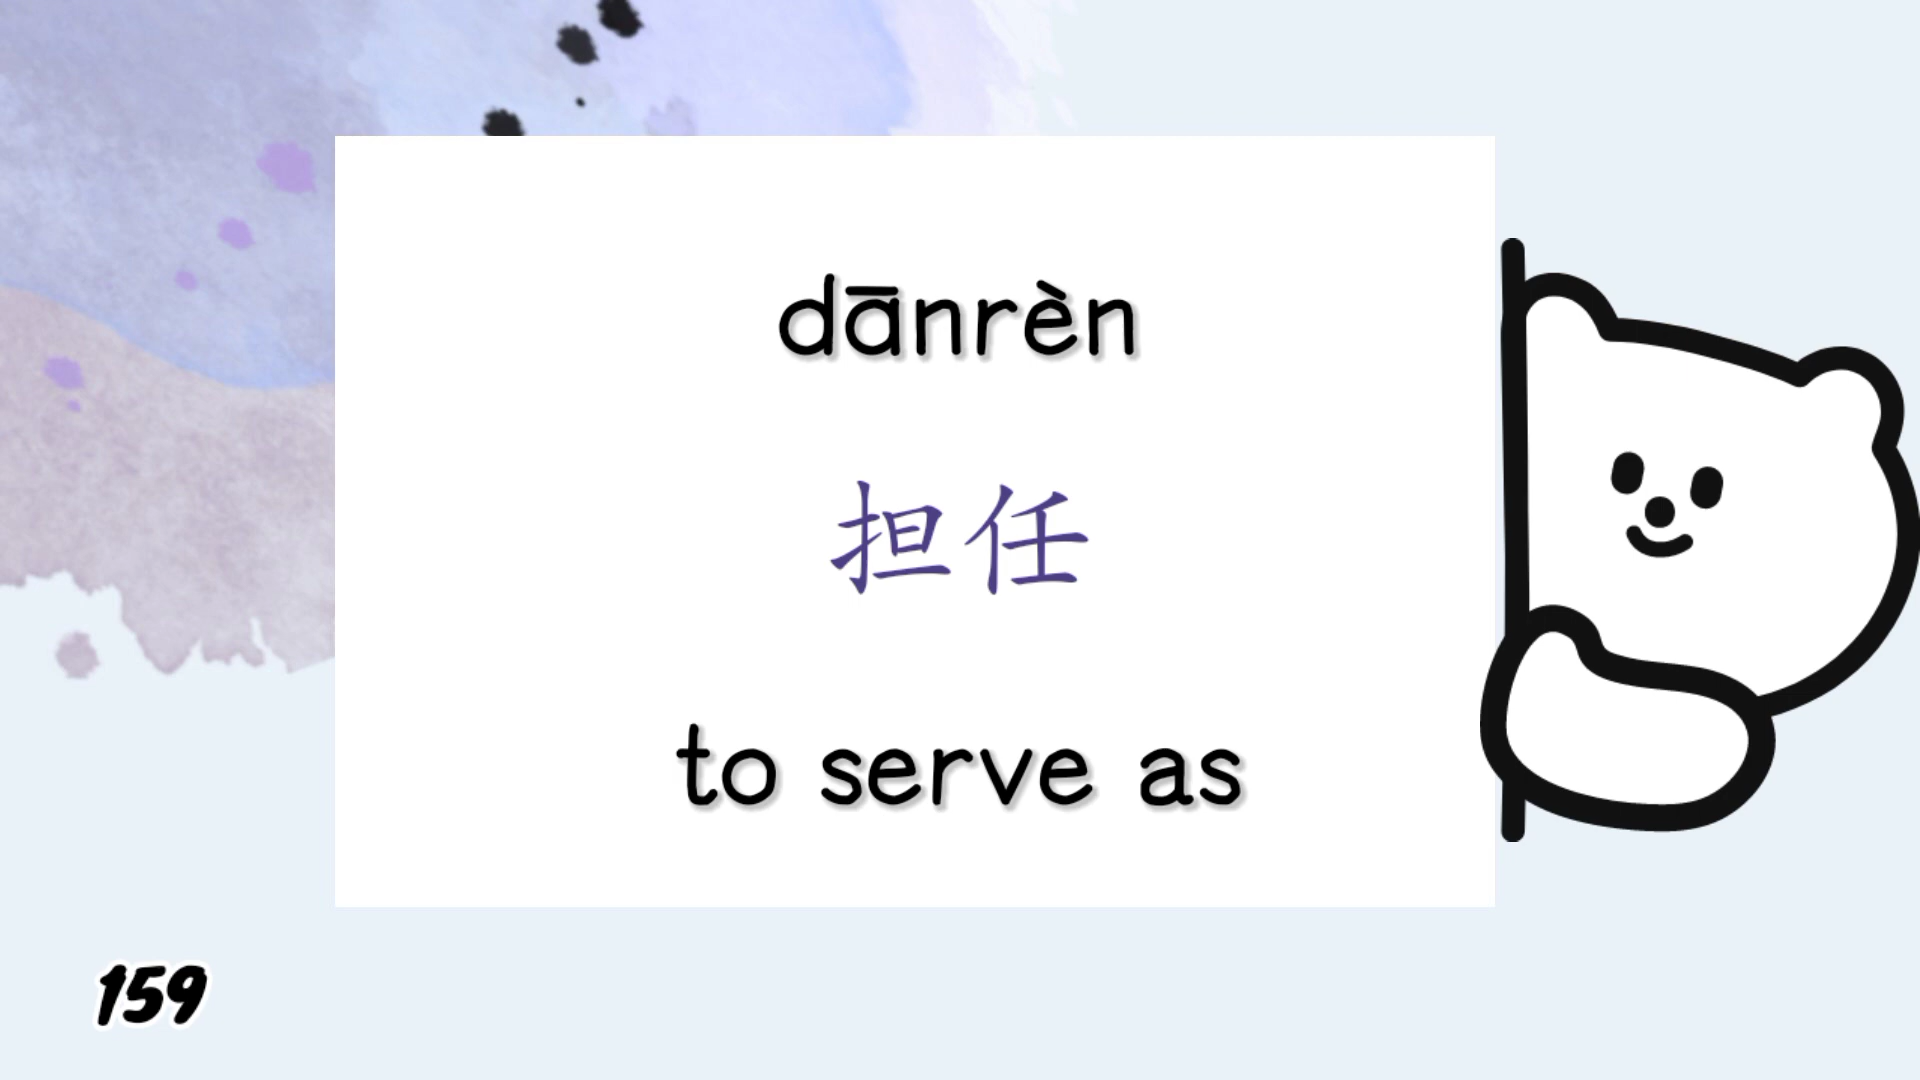 dānrèn
担任
to serve as
159